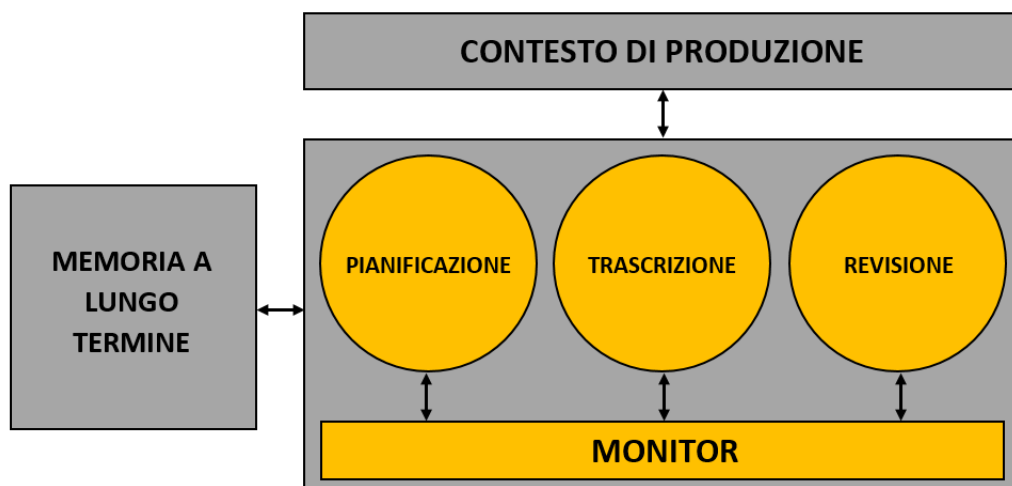 CONTESTO DI PRODUZIONE
MEMORIA A
LUNGO
TERMINE
PIANIFICAZIONE
TRASCRIZIONE
REVISIONE
MONITOR